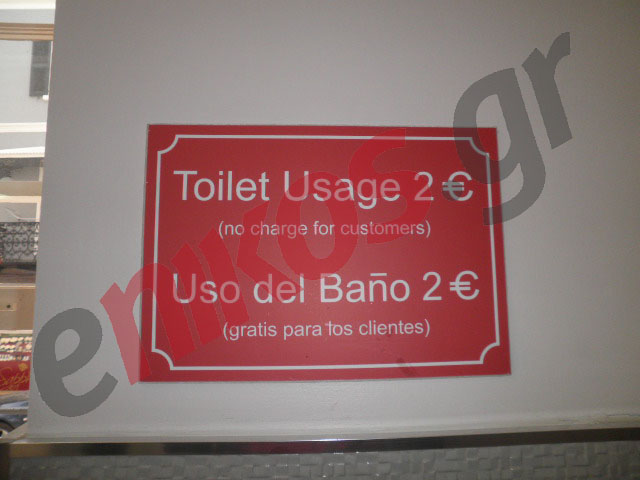 Toilet Usage 2 €
(no charge for customers)
Uso del Baño 2 €
(gratis para los clientes)
enikos.gr